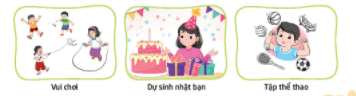 Vui chơi
Dự sinh nhật bạn
Tập thể thao